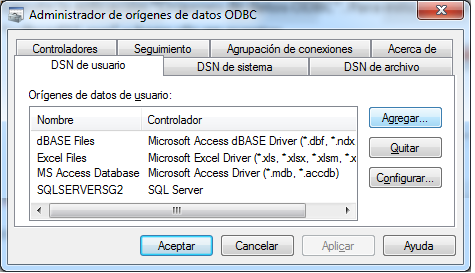 Administrador de orígenes de datos ODBC
Controladores Seguimiento Agrupación de conexiones Acerca de
DSN de usuario DSN de sistema DSN de archivo
Orígenes de datos de usuario:
Nombre Controlador
dBASE Files Microsoft Access dBASE Driver (*.dbf, *.ndx
Excel Files Microsoft Excel Driver (*.xls, *.xlsx, *.xlsm, *.x
MS Access Database Microsoft Access Driver (*.mdb, *.accdb)
SQLSERVERSG2 SQL Server
Agregar...
Quitar
Configurar...
Aceptar Cancelar Aplicar Ayuda